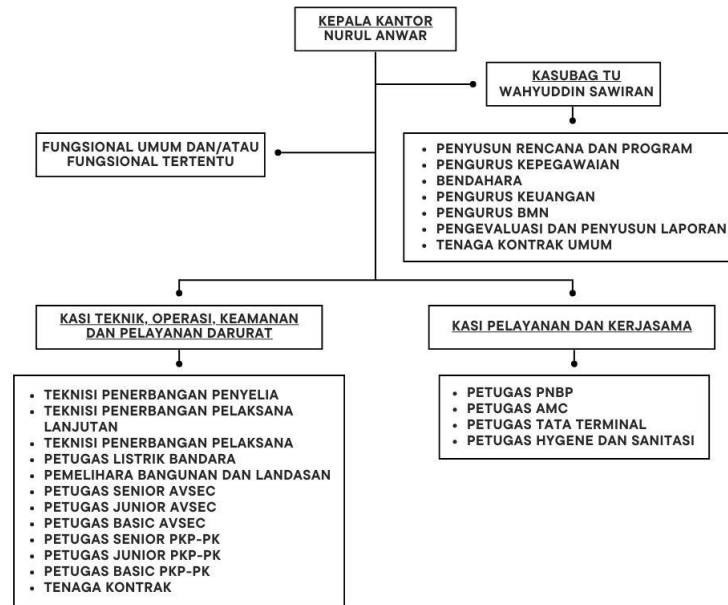 KEPALA KANTOR
NURUL ANWAR
KASUBAG TU
WAHYUDDIN SAWIRAN
FUNGSIONAL UMUM DAN/ATAU
FUNGSIONAL TERTENTU
• PENYUSUN RENCANA DAN PROGRAM
• PENGURUS KEPEGAWAIAN
• BENDAHARA
• PENGURUS KEUANGAN
• PENGURUS BMN
• PENGEVALUASI DAN PENYUSUN LAPORAN
• TENAGA KONTRAK UMUM
KASI TEKNIK, OPERASI, KEAMANAN
DAN PELAYANAN DARURAT
• TEKNISI PENERBANGAN PENYELIA
• TEKNISI PENERBANGAN PELAKSANA
LANJUTAN
• TEKNISI PENERBANGAN PELAKSANA
• PETUGAS LISTRIK BANDARA
• PEMELIHARA BANGUNAN DAN LANDASAN
• PETUGAS SENIOR AVSEC
• PETUGAS JUNIOR AVSEC
• PETUGAS BASIC AVSEC
• PETUGAS SENIOR PKP-PK
• PETUGAS JUNIOR PKP-PK
• PETUGAS BASIC PKP-PK
• TENAGA KONTRAK
KASI PELAYANAN DAN KERJASAMA
• PETUGAS PNBP
• PETUGAS AMC
• PETUGAS TATA TERMINAL
• PETUGAS HYGENE DAN SANITASI